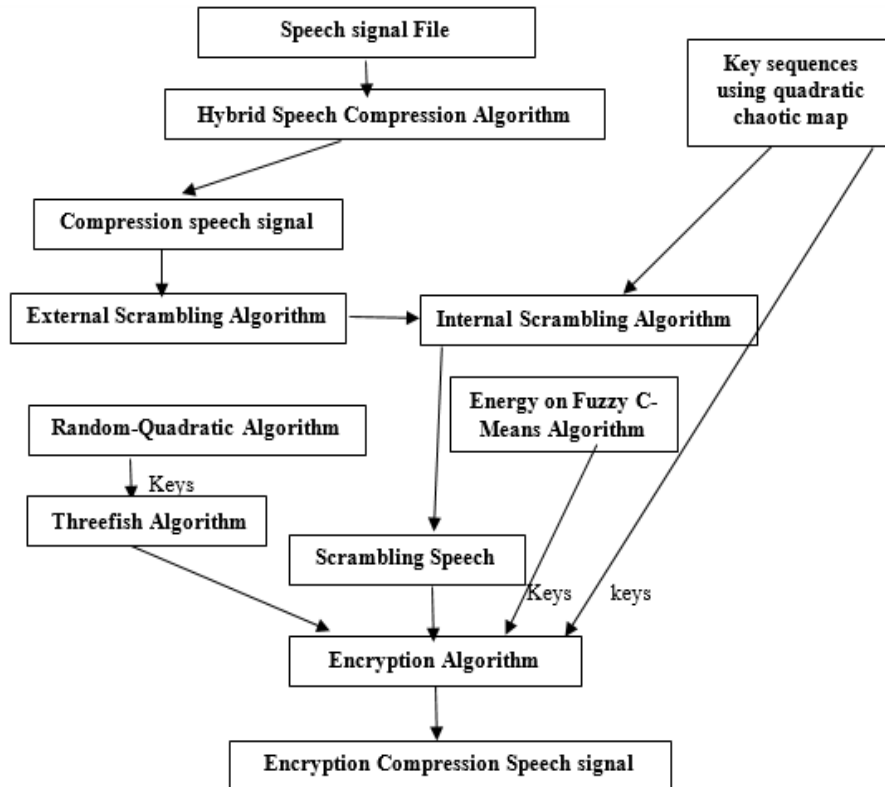 Speech signal File
Key sequences
using quadratic
chaotic map
Hybrid Speech Compression Algorithm
Compression speech signal
External Scrambling Algorithm
Internal Scrambling Algorithm
Energy on Fuzzy C-
Means Algorithm
Random-Quadratic Algorithm
Keys
Threefish Algorithm
Scrambling Speech
Keys
keys
Encryption Algorithm
Encryption Compression Speech signal